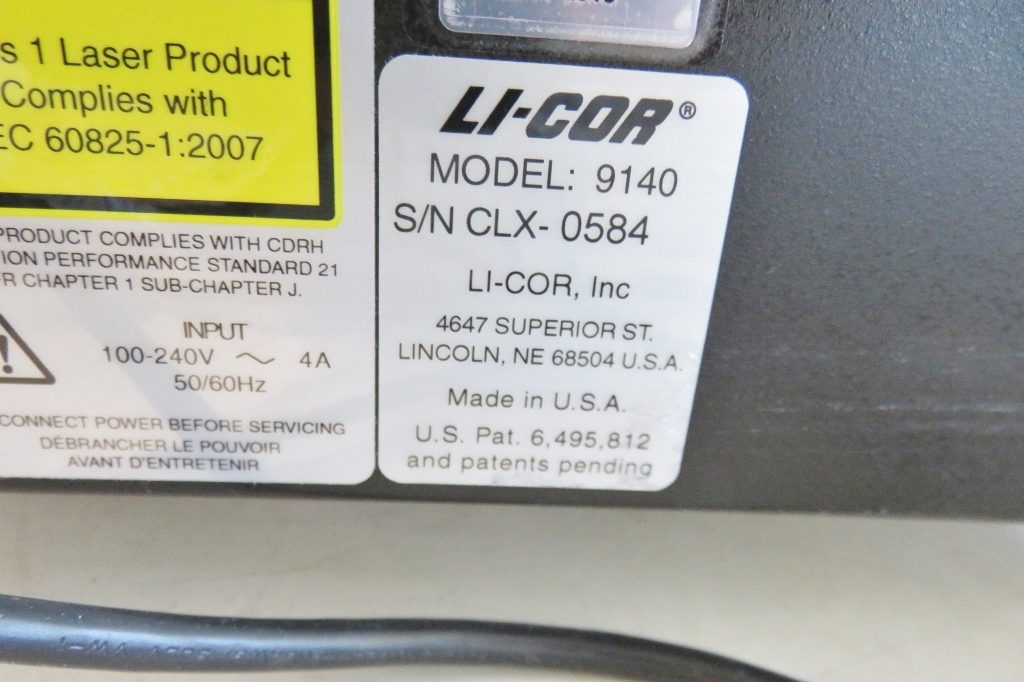 s 1 Laser Product
Complies with
EC 60825-1:2007
PRODUCT COMPLIES WITH CDRH
ION PERFORMANCE STANDARD 21
R CHAPTER 1 SUB-CHAPTER J.
!
INPUT
100-240V ~ 4A
50/60Hz
CONNECT POWER BEFORE SERVICING
DÉBRANCHER LE POUVOIR
AVANT D'ENTRETENIR
LI-COR®
MODEL: 9140
S/N CLX- 0584
LI-COR, Inc
4647 SUPERIOR ST.
LINCOLN, NE 68504 U.S.A.
Made in U.S.A.
U.S. Pat. 6,495,812
and patents pending